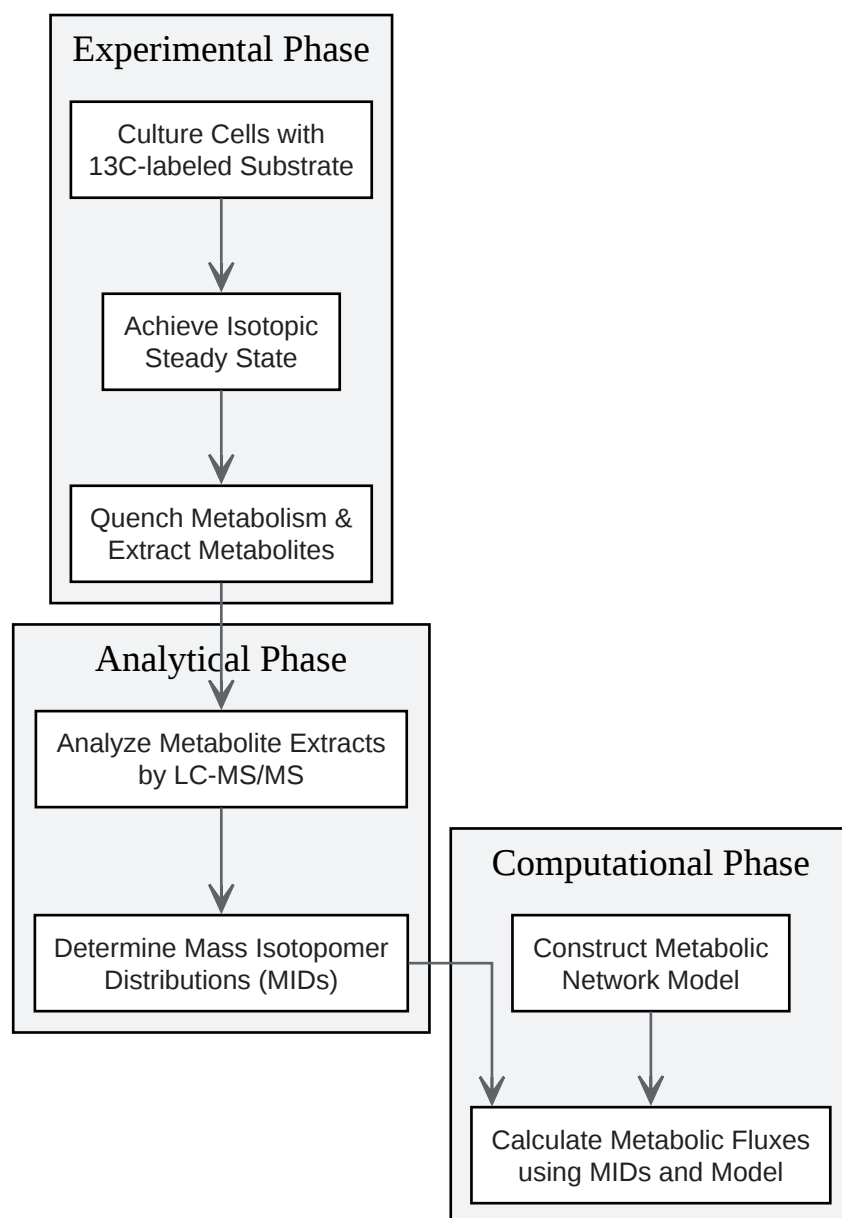 Experimental Phase
Culture Cells with
13C-labeled Substrate
Achieve Isotopic
Steady State
Quench Metabolism &
Extract Metabolites
Analytical Phase
Analyze Metabolite Extracts
by LC-MS/MS
Determine Mass Isotopomer
Distributions (MIDs)
Computational Phase
Construct Metabolic
Network Model
Calculate Metabolic Fluxes
using MIDs and Model